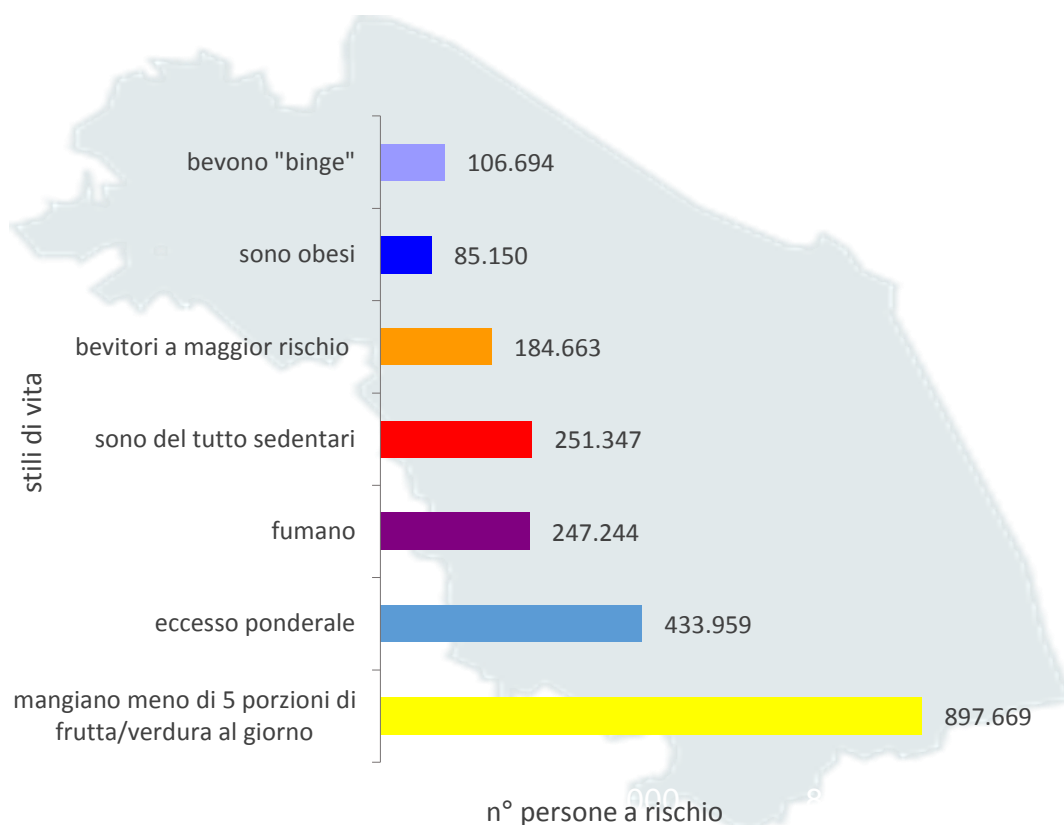 bevono "binge"
106.694
sono obesi
85.150
bevitori a maggior rischio
184.663
sono del tutto sedentari
251.347
fumano
247.244
eccesso ponderale
433.959
mangiano meno di 5 porzioni di
frutta/verdura al giorno
897.669
stili di vita
n° persone a rischio